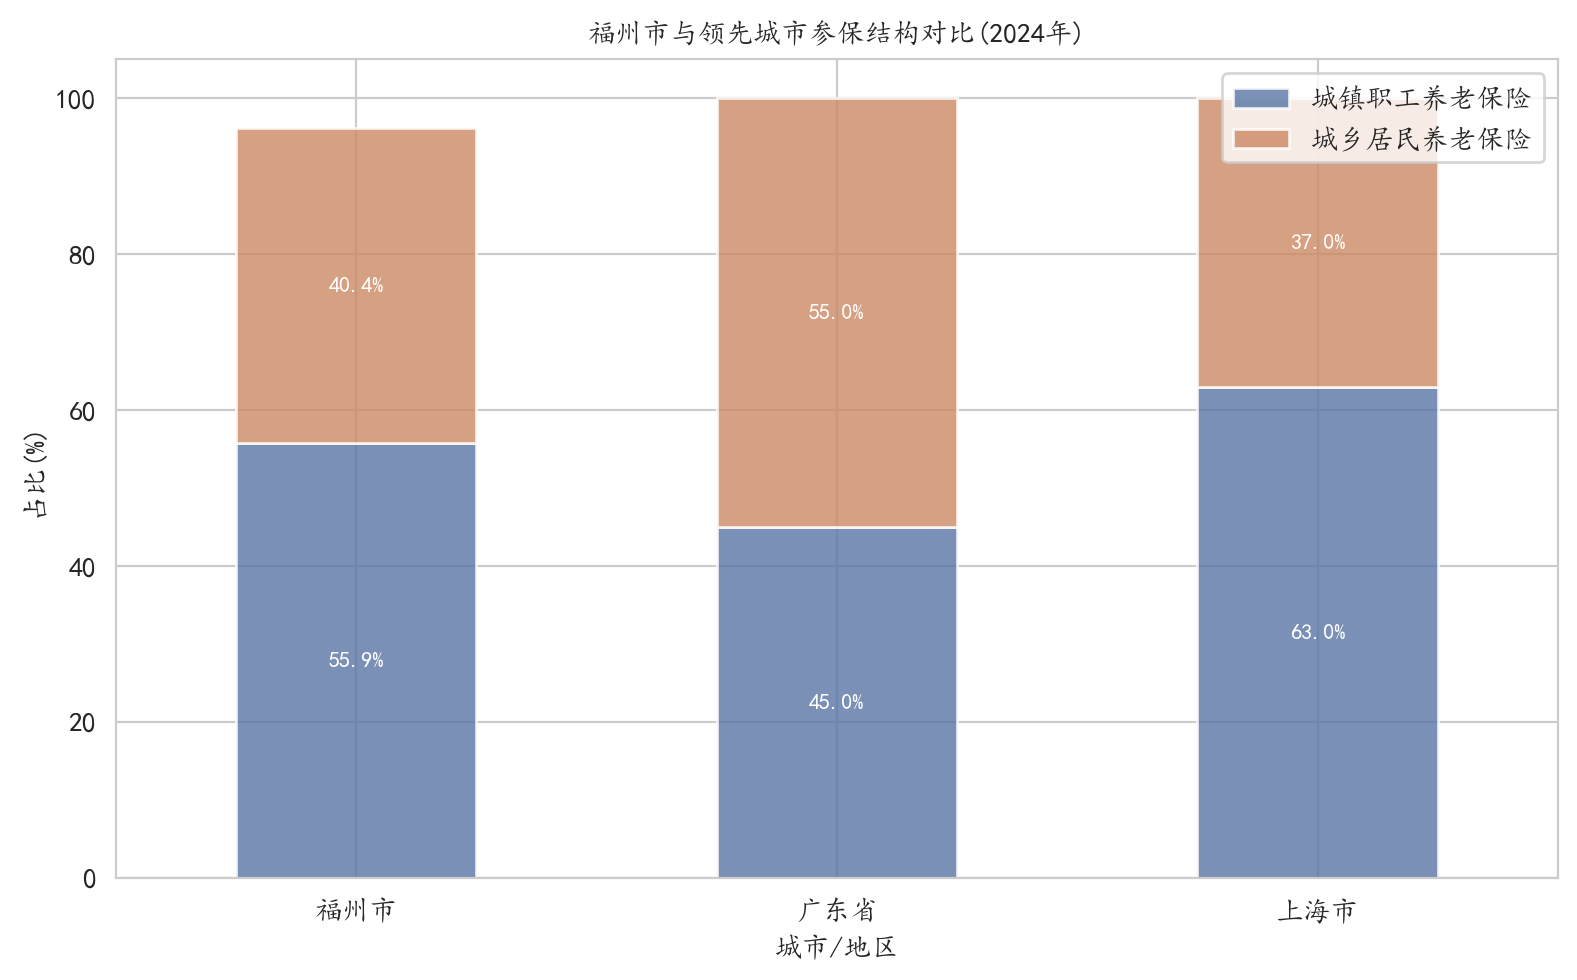 福州市与领先城市参保结构对比(2024年)
城镇职工养老保险
城乡居民养老保险
占比(%)
100
80
60
40
20
0
40.4%
55.0%
37.0%
55.9%
45.0%
63.0%
福州市
广东省
上海市
城市/地区